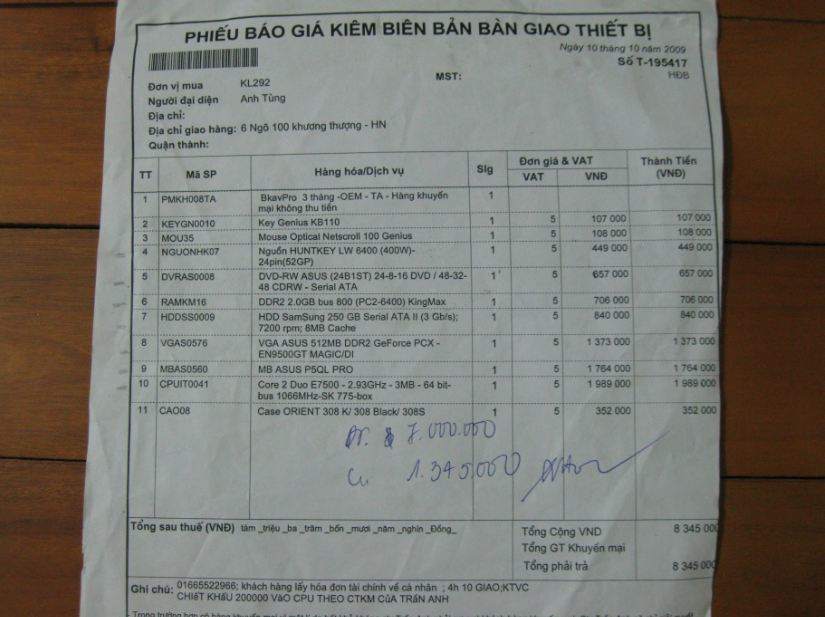 PHIẾU BÁO GIÁ KIÊM BIÊN BẢN BÀN GIAO THIẾT BỊ
Ngày 10 tháng 10 năm 2009
Số T-195417
HĐB
MST:
Đơn vị mua KL292
Người đại diện Anh Tùng
Địa chỉ:
Địa chỉ giao hàng: 6 Ngõ 100 khương thượng - HN
Quận thành:
TT Mã SP Hàng hóa/Dịch vụ Slg Đơn giá & VAT Thành Tiền
VAT VNĐ (VNĐ)
1 PMKH008TA BkavPro 3 tháng -OEM - TA - Hàng khuyến 1
mại không thu tiền
2 KEYGN0010 Key Genius KB110 1 5 107 000 107 000
3 MOU35 Mouse Optical Netscroll 100 Genius 1 5 108 000 108 000
4 NGUONHK07 Nguồn HUNTKEY LW 6400 (400W)- 1 5 449 000 449 000
24pin(52GP)
5 DVRAS0008 DVD-RW ASUS (24B1ST) 24-8-16 DVD / 48-32- 1 5 657 000 657 000
48 CDRW - Serial ATA
6 RAMKM16 DDR2 2.0GB bus 800 (PC2-6400) KingMax 1 5 706 000 706 000
7 HDDSS0009 HDD SamSung 250 GB Serial ATA II (3 Gb/s); 1 5 840 000 840 000
7200 rpm; 8MB Cache
8 VGAS0576 VGA ASUS 512MB DDR2 GeForce PCX - 1 5 1 373 000 1 373 000
EN9500GT MAGIC/DI
9 MBAS0560 MB ASUS P5QL PRO 1 5 1 764 000 1 764 000
10 CPUIT0041 Core 2 Duo E7500 - 2.93GHz - 3MB - 64 bit- 1 5 1 989 000 1 989 000
bus 1066MHz-SK 775-box
11 CAO08 Case ORIENT 308 K/ 308 Black/ 308S 1 5 352 000 352 000
7.000.000
1.345.000
Tổng sau thuế (VNĐ) tám _triệu _ba _trăm _bốn _mươi _năm _nghìn _Đồng_
Tổng Cộng VND 8 345 000
Tổng GT Khuyến mại
Tổng phải trả 8 345 000
Ghi chú: 01665522966; khách hàng lấy hóa đơn tài chính về cá nhân ; 4h 10 GIAO;KTVC
CHIếT KHấU 200000 VàO CPU THEO CTKM CủA TRầN ANH